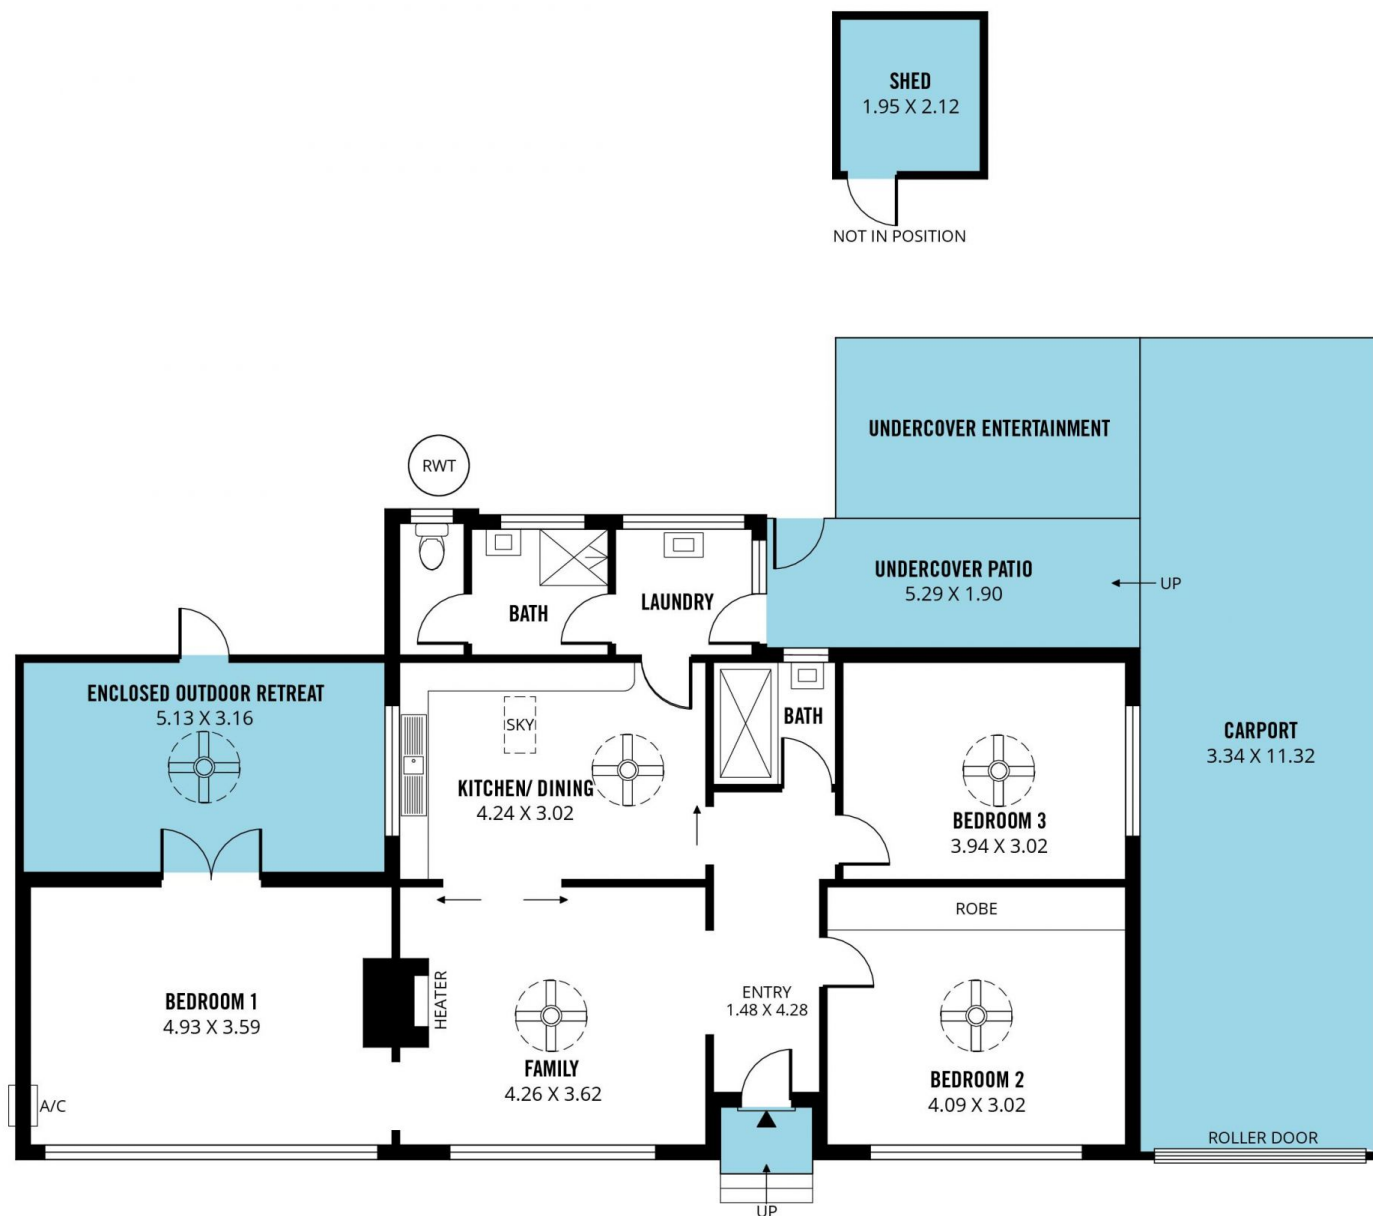 SHED
1.95 X 2.12
NOT IN POSITION
UNDERCOVER ENTERTAINMENT
RWT
UNDERCOVER PATIO
5.29 X 1.90
UP
BATH
LAUNDRY
ENCLOSED OUTDOOR RETREAT
5.13 X 3.16
SKY
BATH
CARPORT
3.34 X 11.32
KITCHEN/ DINING
4.24 X 3.02
BEDROOM 3
3.94 X 3.02
ROBE
BEDROOM 1
4.93 X 3.59
HEATER
ENTRY
1.48 X 4.28
FAMILY
4.26 X 3.62
BEDROOM 2
4.09 X 3.02
A/C
ROLLER DOOR
UP